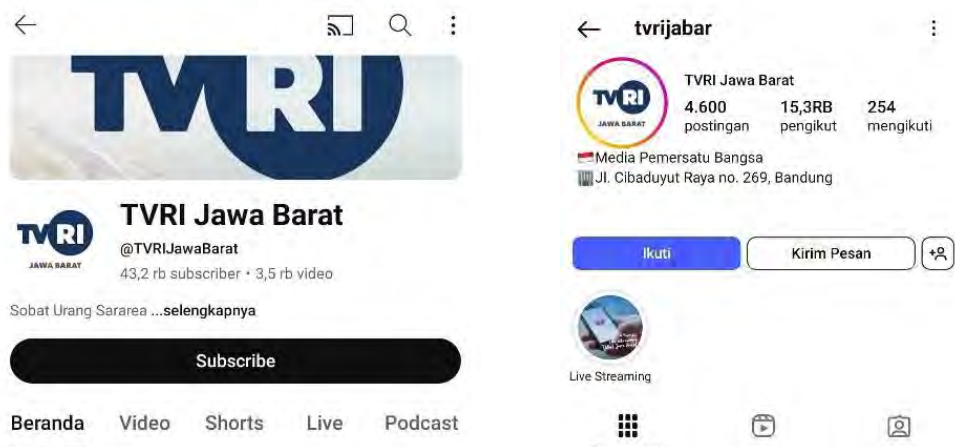 TVRI
TVRI
JAWA BARAT
TVRI Jawa Barat
@TVRIJawaBarat
43,2 rb subscriber • 3,5 rb video
Sobat Urang Sararea ...selengkapnya
Subscribe
Beranda Video Shorts Live Podcast
tvrijabar
TVRI
JAWA BARAT
TVRI Jawa Barat
4.600 15,3RB 254
postingan pengikut mengikuti
Media Pemersatu Bangsa
Jl. Cibaduyut Raya no. 269, Bandung
Ikuti Kirim Pesan
Live Streaming